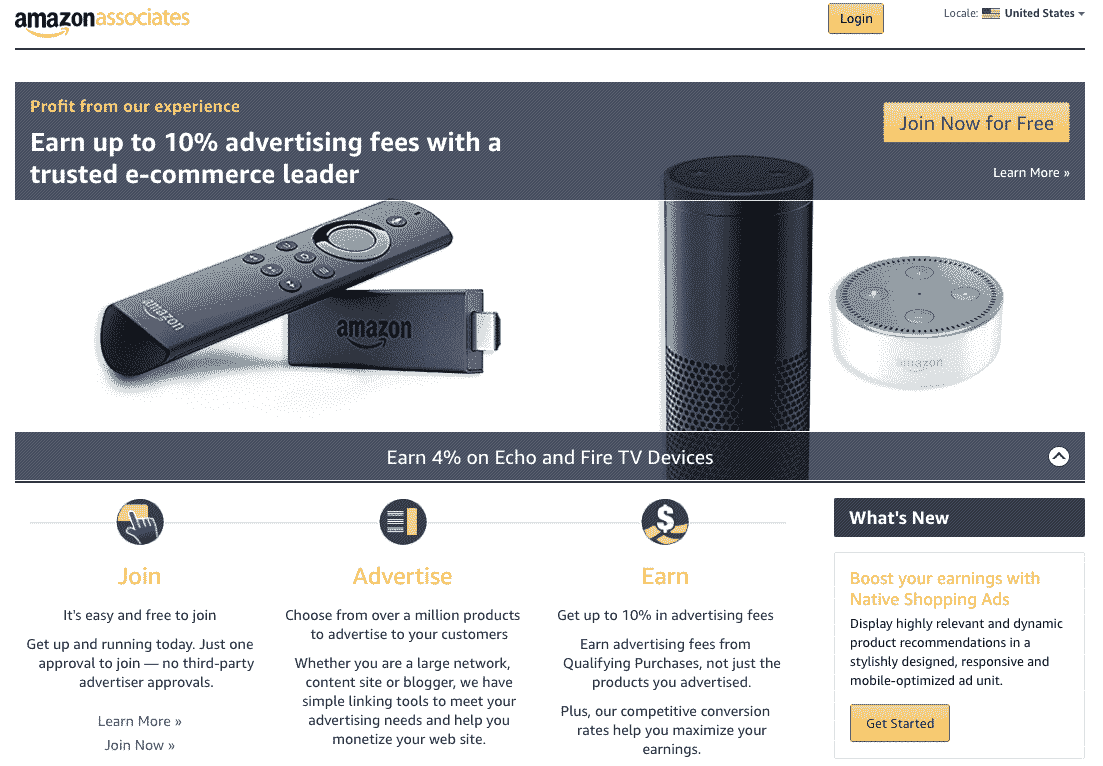 amazonassociates
Login
Locale: United States
Profit from our experience
Earn up to 10% advertising fees with a
trusted e-commerce leader
Join Now for Free
Learn More »
amazon
amazon
amazon
Earn 4% on Echo and Fire TV Devices
Join
It's easy and free to join
Get up and running today. Just one
approval to join — no third-party
advertiser approvals.
Learn More »
Join Now »
Advertise
Choose from over a million products
to advertise to your customers
Whether you are a large network,
content site or blogger, we have
simple linking tools to meet your
advertising needs and help you
monetize your web site.
Earn
Get up to 10% in advertising fees
Earn advertising fees from
Qualifying Purchases, not just the
products you advertised.
Plus, our competitive conversion
rates help you maximize your
earnings.
What's New
Boost your earnings with
Native Shopping Ads
Display highly relevant and dynamic
product recommendations in a
stylishly designed, responsive and
mobile-optimized ad unit.
Get Started